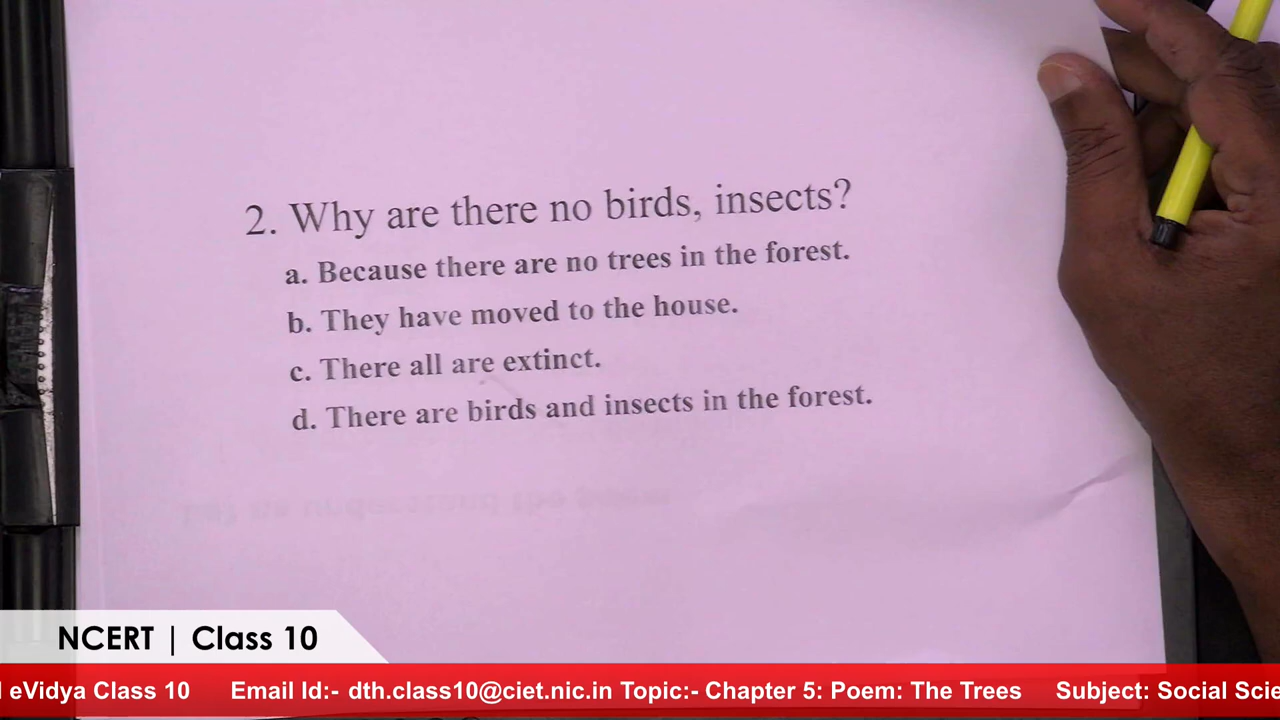 2. Why are there no birds, insects?
a. Because there are no trees in the forest.
b. They have moved to the house.
c. There all are extinct.
d. There are birds and insects in the forest.
NCERT | Class 10
eVidya Class 10 Email Id:- dth.class10@ciet.nic.in Topic:- Chapter 5: Poem: The Trees Subject: Social